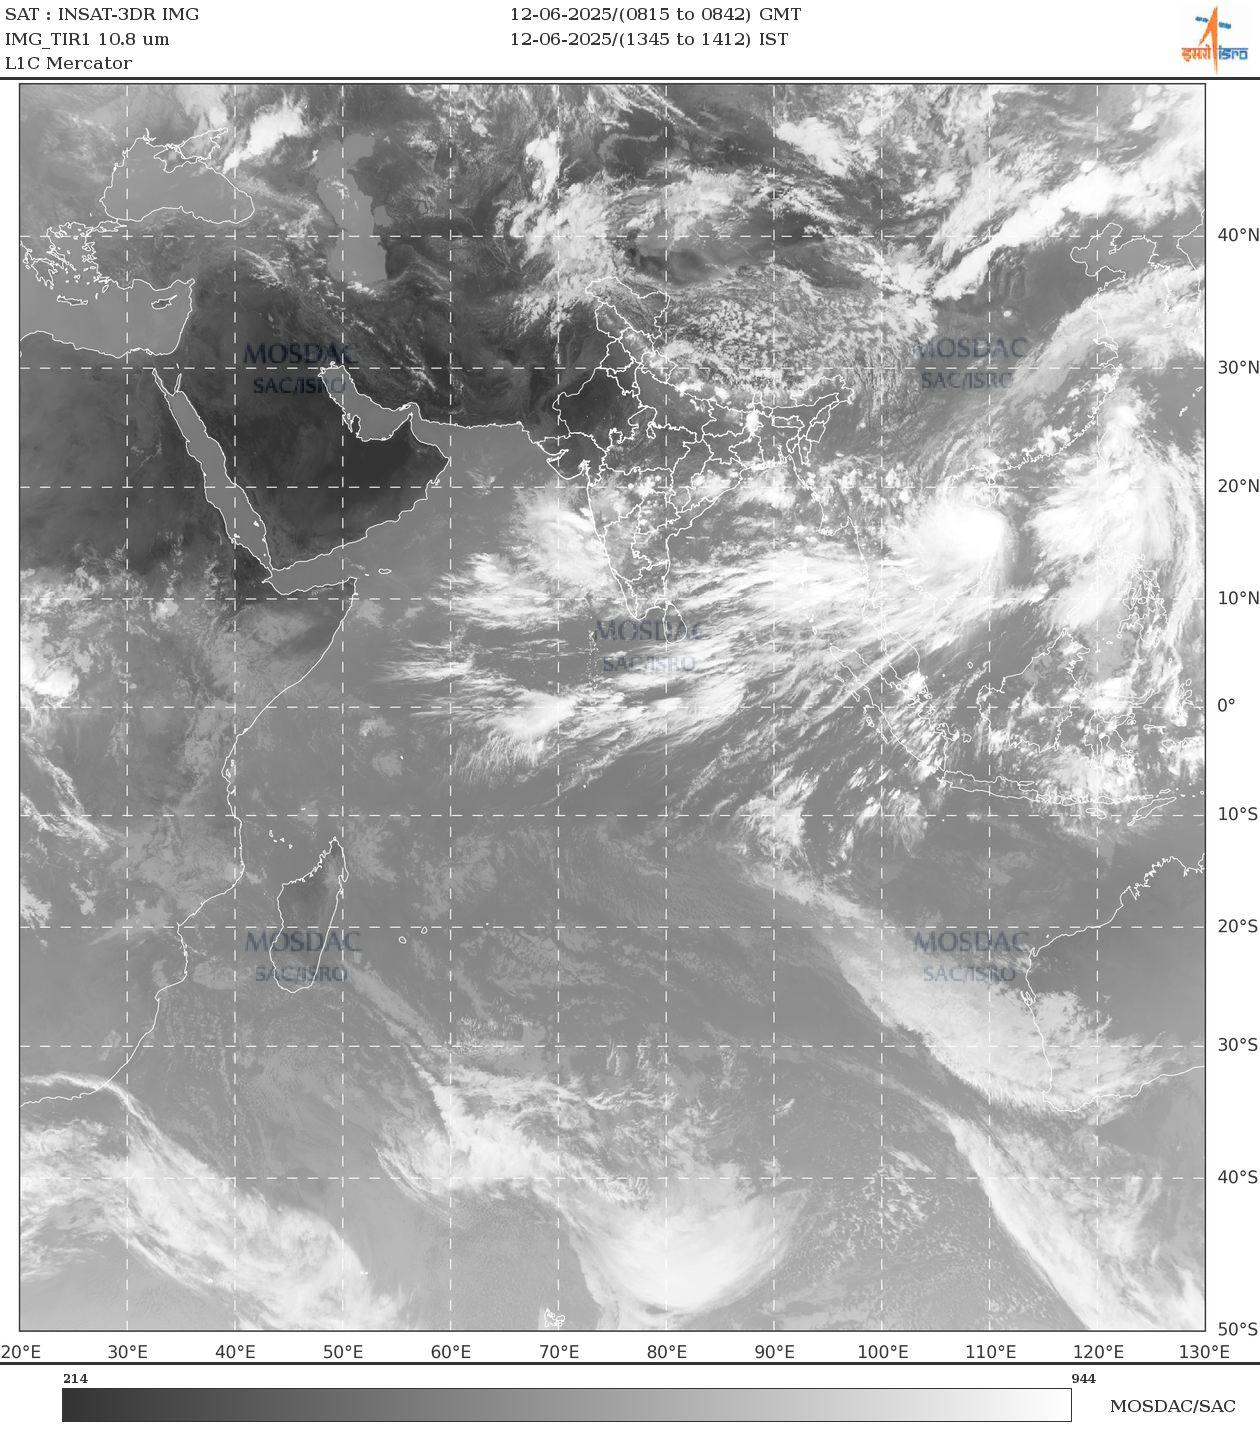 SAT : INSAT-3DR IMG
IMG_TIR1 10.8 um
L1C Mercator
12-06-2025/(0815 to 0842) GMT
12-06-2025/(1345 to 1412) IST
इसरो isro
MOSDAC
SAC/ISRO
MOSDAC
SAC/ISRO
MOSDAC
SAC/ISRO
MOSDAC
SAC/ISRO
MOSDAC
SAC/ISRO
40°N
30°N
20°N
10°N
0°
10°S
20°S
30°S
40°S
50°S
20°E 30°E 40°E 50°E 60°E 70°E 80°E 90°E 100°E 110°E 120°E 130°E
214 944
MOSDAC/SAC